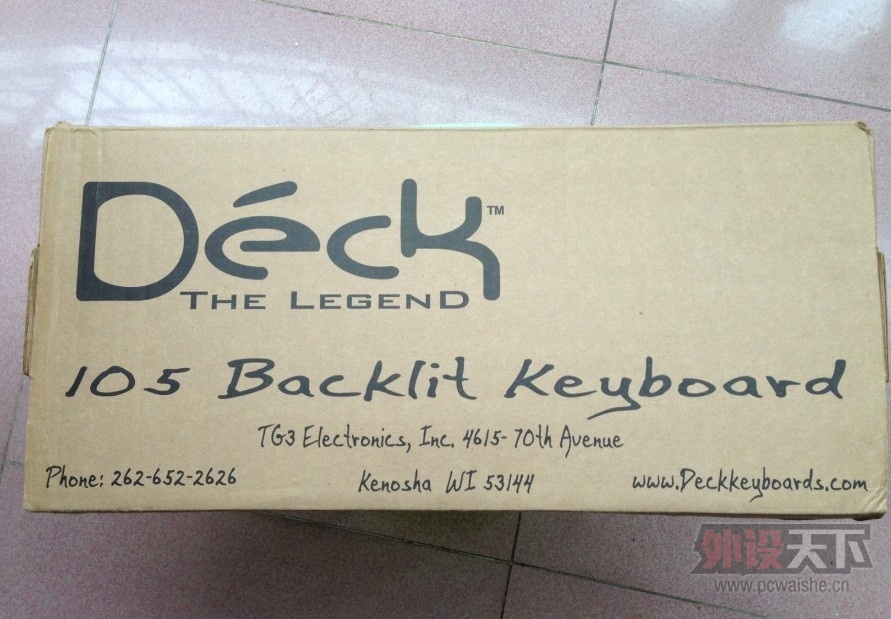 Déck™
THE LEGEND
105 Backlit Keyboard
TG3 Electronics, Inc. 4615-70th Avenue
Phone: 262-652-2626 Kenosha WI 53144 www.Deckkeyboards.com
外设天下
www.pcwaishe.cn